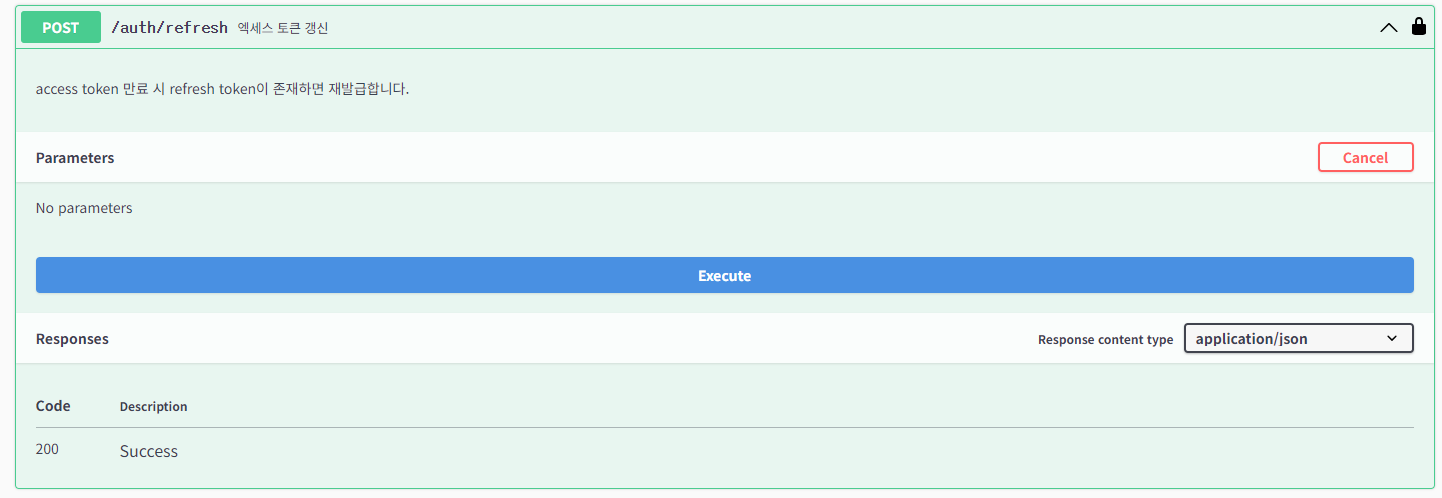 POST /auth/refresh 엑세스 토큰 갱신
access token 만료 시 refresh token이 존재하면 재발급합니다.
Parameters Cancel
No parameters
Execute
Responses Response content type application/json
Code Description
200 Success